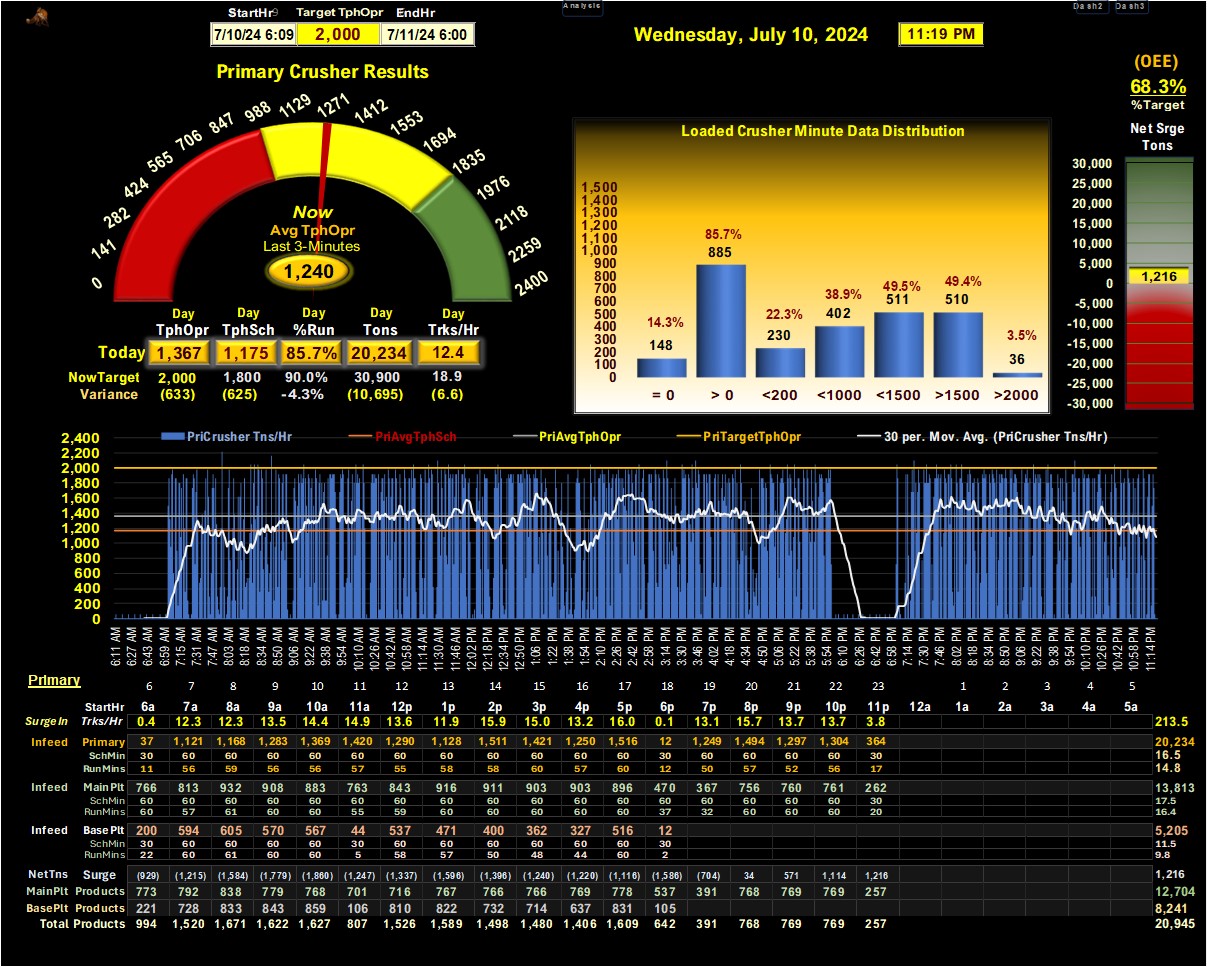 Analysis
Dash2 Dash3
StartHr Target TphOpr EndHr
7/10/24 6:09 2,000 7/11/24 6:00
Wednesday, July 10, 2024 11:19 PM
(OEE)
68.3%
%Target
Net Srge
Tons
30,000
25,000
20,000
15,000
10,000
5,000
1,216
0
-5,000
-10,000
-15,000
-20,000
-25,000
-30,000
Primary Crusher Results
0 141 282 424 565 706 847 988 1129 1271 1412 1553 1694 1835 1976 2118 2259 2400
Now
Avg TphOpr
Last 3-Minutes
1,240
Day Day Day Day Day
TphOpr TphSch %Run Tons Trks/Hr
Today 1,367 1,175 85.7% 20,234 12.4
NowTarget 2,000 1,800 90.0% 30,900 18.9
Variance (633) (625) -4.3% (10,695) (6.6)
Loaded Crusher Minute Data Distribution
1,500
1,400
1,300
1,200
1,100
1,000
900
800
700
600
500
400
300
200
100
0
14.3% 85.7% 22.3% 38.9% 49.5% 49.4% 3.5%
148 885 230 402 511 510 36
= 0 > 0 <200 <1000 <1500 >1500 >2000
PriCrusher Tns/Hr PriAvgTphSch PriAvgTphOpr PriTargetTphOpr 30 per. Mov. Avg. (PriCrusher Tns/Hr)
2,400
2,200
2,000
1,800
1,600
1,400
1,200
1,000
800
600
400
200
0
6:11 AM 6:27 AM 6:43 AM 6:59 AM 7:15 AM 7:31 AM 7:47 AM 8:03 AM 8:18 AM 8:34 AM 8:50 AM 9:06 AM 9:22 AM 9:38 AM 9:54 AM 10:10 AM 10:26 AM 10:42 AM 10:58 AM 11:14 AM 11:30 AM 11:46 AM 12:02 PM 12:18 PM 12:34 PM 12:50 PM 1:06 PM 1:22 PM 1:38 PM 1:54 PM 2:10 PM 2:26 PM 2:42 PM 2:58 PM 3:14 PM 3:30 PM 3:46 PM 4:02 PM 4:18 PM 4:34 PM 4:50 PM 5:06 PM 5:22 PM 5:38 PM 5:54 PM 6:10 PM 6:26 PM 6:42 PM 6:58 PM 7:14 PM 7:30 PM 7:46 PM 8:02 PM 8:18 PM 8:34 PM 8:50 PM 9:06 PM 9:22 PM 9:38 PM 9:54 PM 10:10 PM 10:26 PM 10:42 PM 10:58 PM 11:14 PM
Primary 6 7 8 9 10 11 12 13 14 15 16 17 18 19 20 21 22 23 1 2 3 4 5
StartHr 6a 7a 8a 9a 10a 11a 12p 1p 2p 3p 4p 5p 6p 7p 8p 9p 10p 11p 12a 1a 2a 3a 4a 5a
SurgeIn Trks/Hr 0.4 12.3 12.3 13.5 14.4 14.9 13.6 11.9 15.9 15.0 13.2 16.0 0.1 13.1 15.7 13.7 13.7 3.8 213.5
Infeed Primary 37 1,121 1,168 1,283 1,369 1,420 1,290 1,128 1,511 1,421 1,250 1,516 12 1,249 1,494 1,297 1,304 364 20,234
SchMin 30 60 60 60 60 60 60 60 60 60 60 60 30 60 60 60 60 30 16.5
RunMins 11 56 59 56 56 57 55 58 58 60 57 60 12 50 57 52 56 17 14.8
Infeed MainPlt 766 813 932 908 883 763 843 916 911 903 903 896 470 367 756 760 761 262 13,813
SchMin 60 60 60 60 60 60 60 60 60 60 60 60 60 60 60 60 60 30 17.5
RunMins 60 57 61 60 60 55 59 60 60 60 60 60 37 32 60 60 60 20 16.4
Infeed BasePlt 200 594 605 570 567 44 537 471 400 362 327 516 12 5,205
SchMin 30 60 60 60 60 30 60 60 60 60 60 60 30 11.5
RunMins 22 60 61 60 60 5 58 57 50 48 44 60 2 9.8
NetTns Surge (929) (1,215) (1,584) (1,779) (1,860) (1,247) (1,337) (1,596) (1,396) (1,240) (1,220) (1,116) (1,586) (704) 34 571 1,114 1,216 1,216
MainPlt Products 773 792 838 779 768 701 716 767 766 766 769 778 537 391 768 769 769 257 12,704
BasePlt Products 221 728 833 843 859 106 810 822 732 714 637 831 105 8,241
Total Products 994 1,520 1,671 1,622 1,627 807 1,526 1,589 1,498 1,480 1,406 1,609 642 391 768 769 769 257 20,945